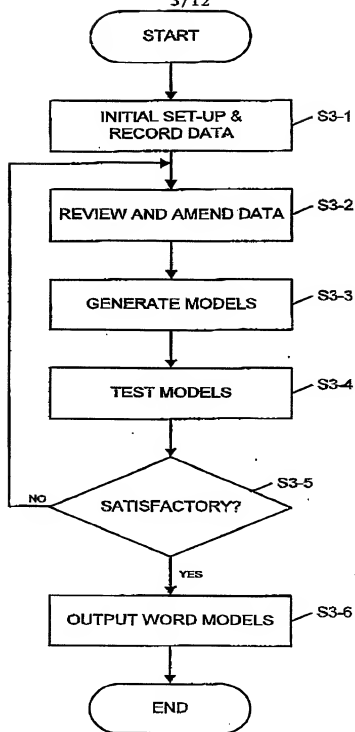 3/12
START
INITIAL SET-UP &
RECORD DATA
S3-1
REVIEW AND AMEND DATA
S3-2
GENERATE MODELS
S3-3
TEST MODELS
S3-4
SATISFACTORY?
S3-5
NO
YES
OUTPUT WORD MODELS
S3-6
END